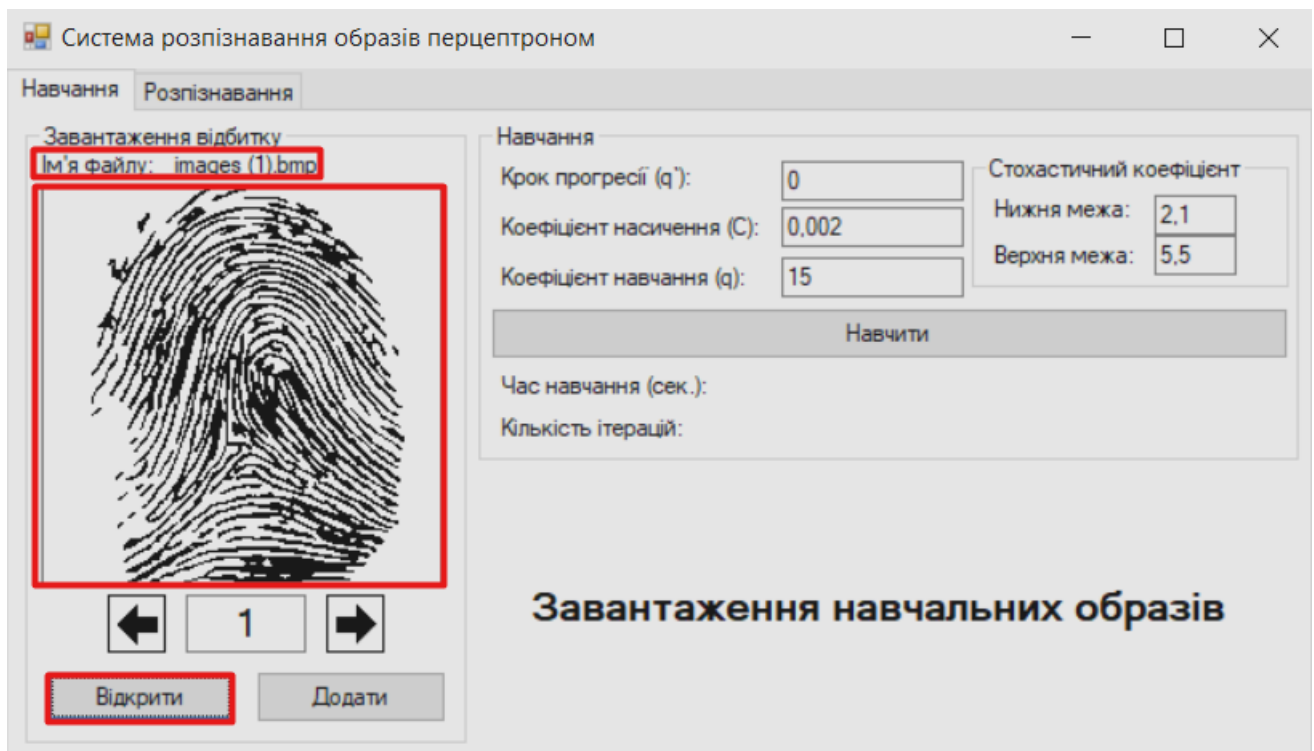 Система розпізнавання образів перцептроном
Навчання
Розпізнавання
Завантаження відбитку
Ім'я файлу: images (1).bmp
1
Відкрити
Додати
Навчання
Крок прогресії (q`): 0
Коефіцієнт насичення (C): 0,002
Коефіцієнт навчання (q): 15
Стохастичний коефіцієнт
Нижня межа: 2,1
Верхня межа: 5,5
Навчити
Час навчання (сек.):
Кількість ітерацій:
Завантаження навчальних образів